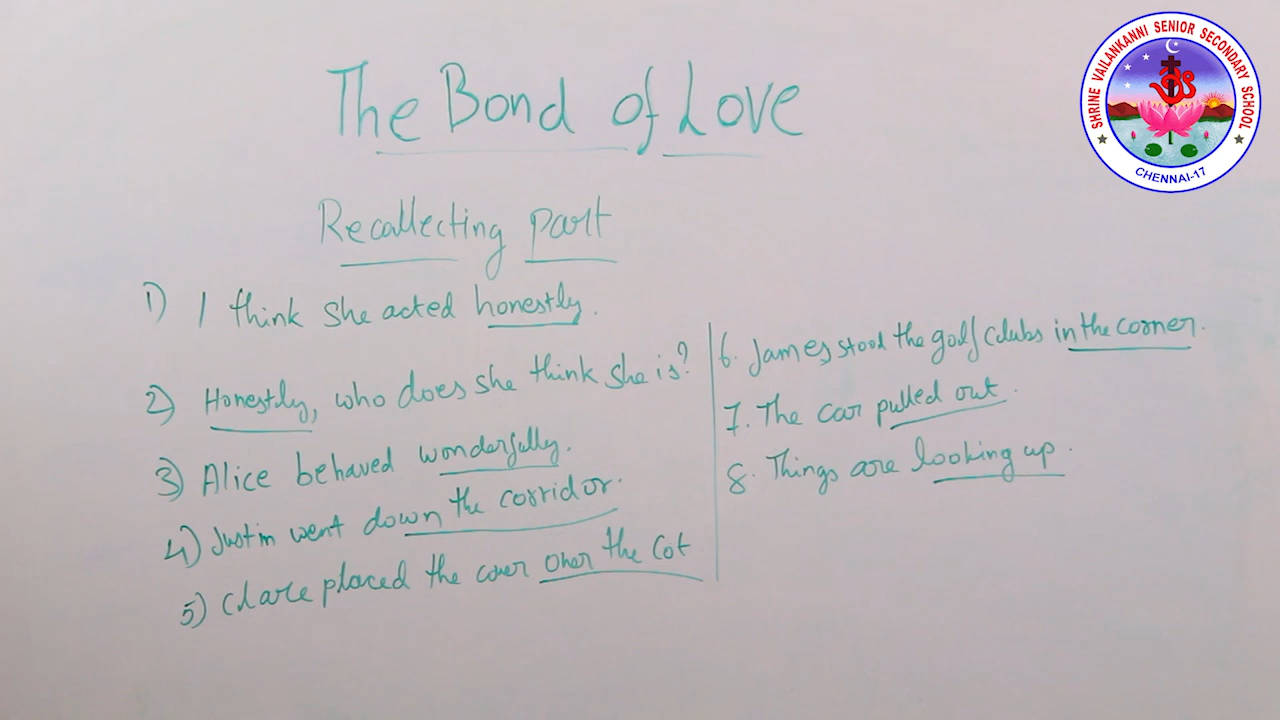 The Bond of Love
Recallecting part
1) I think she acted honestly.
2) Honestly, who does she think she is?
3) Alice behaved wonderfully.
4) Justin went down the corridor.
5) Clare placed the cover over the Cot
6. James stood the golf clubs in the corner.
7. The car pulled out.
8. Things are looking up.
SHRINE VAILANKANNI SENIOR SECONDARY SCHOOL
CHENNAI-17